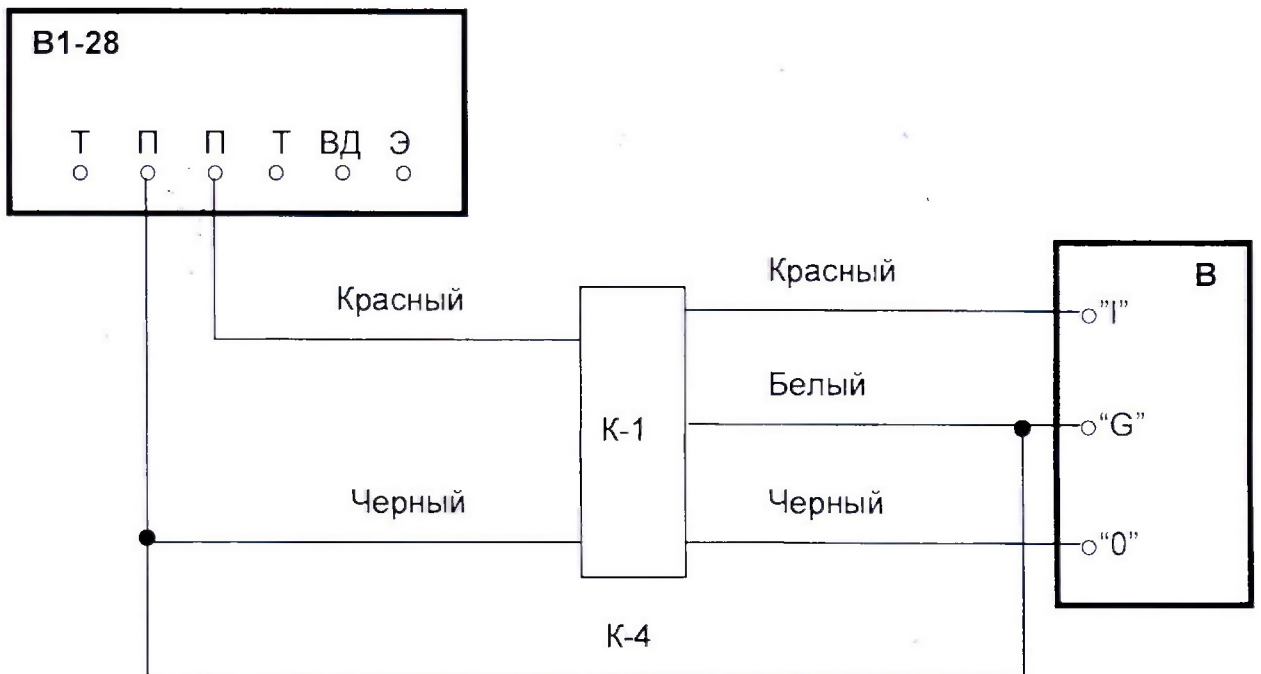 В1-28
Т П П Т ВД Э
Красный
Красный
В
"I"
Белый
К-1
"G"
Черный
Черный
"0"
К-4